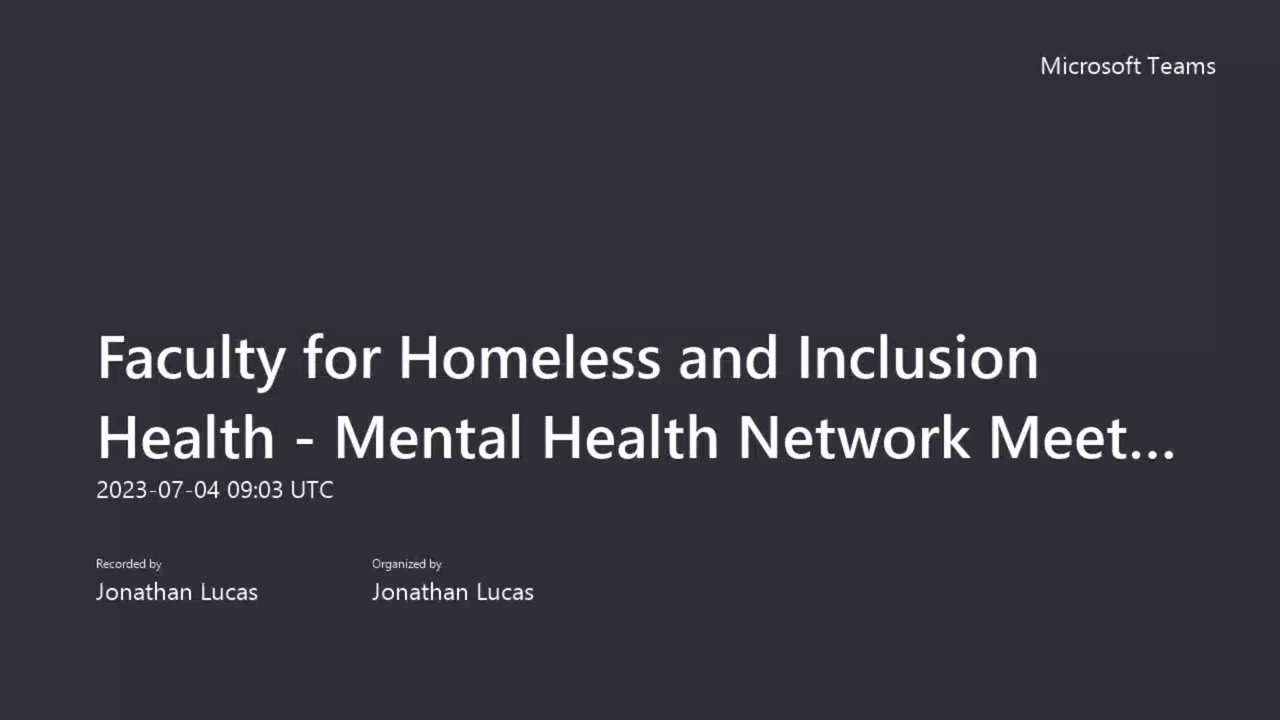 Microsoft Teams
Faculty for Homeless and Inclusion
Health - Mental Health Network Meet...
2023-07-04 09:03 UTC
Recorded by
Organized by
Jonathan Lucas
Jonathan Lucas